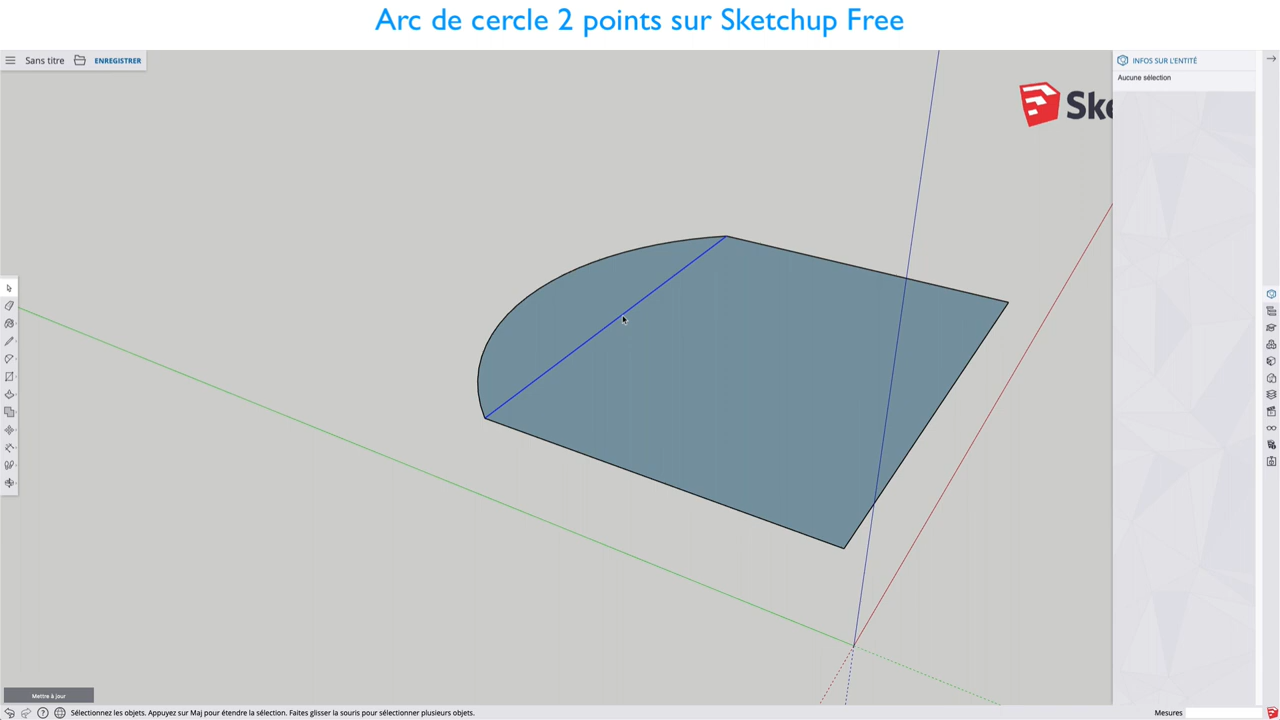 Arc de cercle 2 points sur Sketchup Free
Sans titre
ENREGISTRER
INFOS SUR L'ENTITÉ
Aucune sélection
Ske
Mettre à jour
Sélectionnez les objets. Appuyez sur Maj pour étendre la sélection. Faites glisser la souris pour sélectionner plusieurs objets.
Mesures